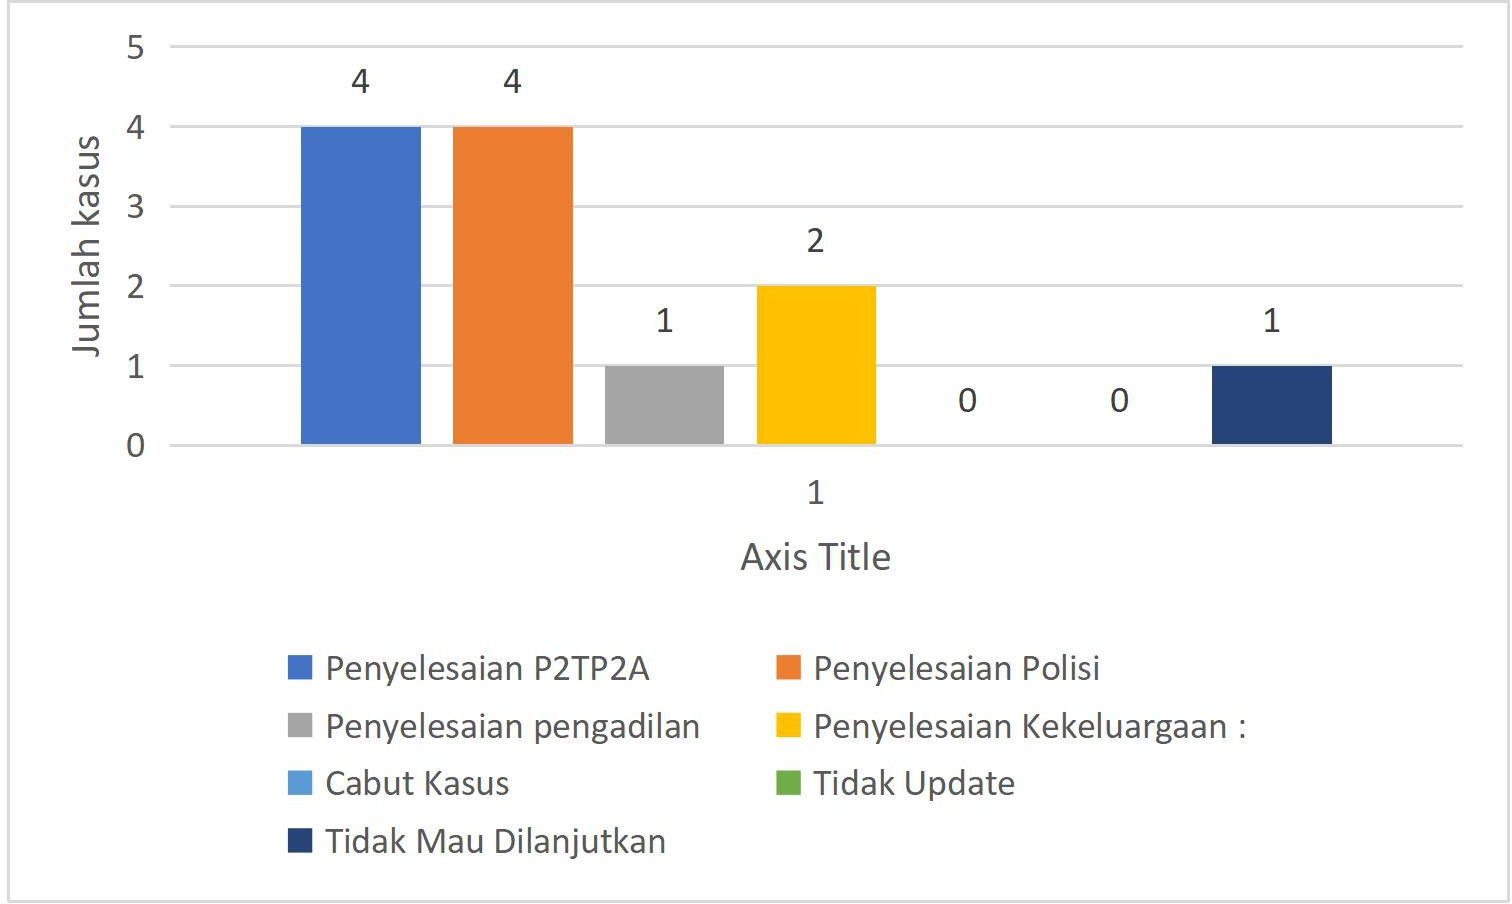 5
4 4
4
3
2
2
1 1
1
0 0
0
Jumlah kasus
1
Axis Title
Penyelesaian P2TP2A Penyelesaian Polisi
Penyelesaian pengadilan Penyelesaian Kekeluargaan :
Cabut Kasus Tidak Update
Tidak Mau Dilanjutkan